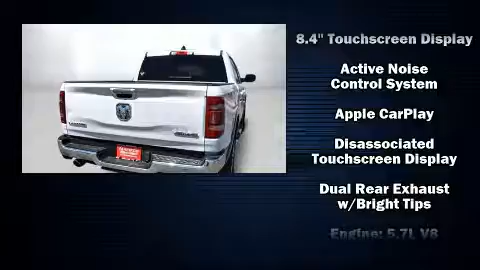 8.4" Touchscreen Display
Active Noise
Control System
Apple CarPlay
Disassociated
Touchscreen Display
Dual Rear Exhaust
w/Bright Tips
Engine: 5.7L V8